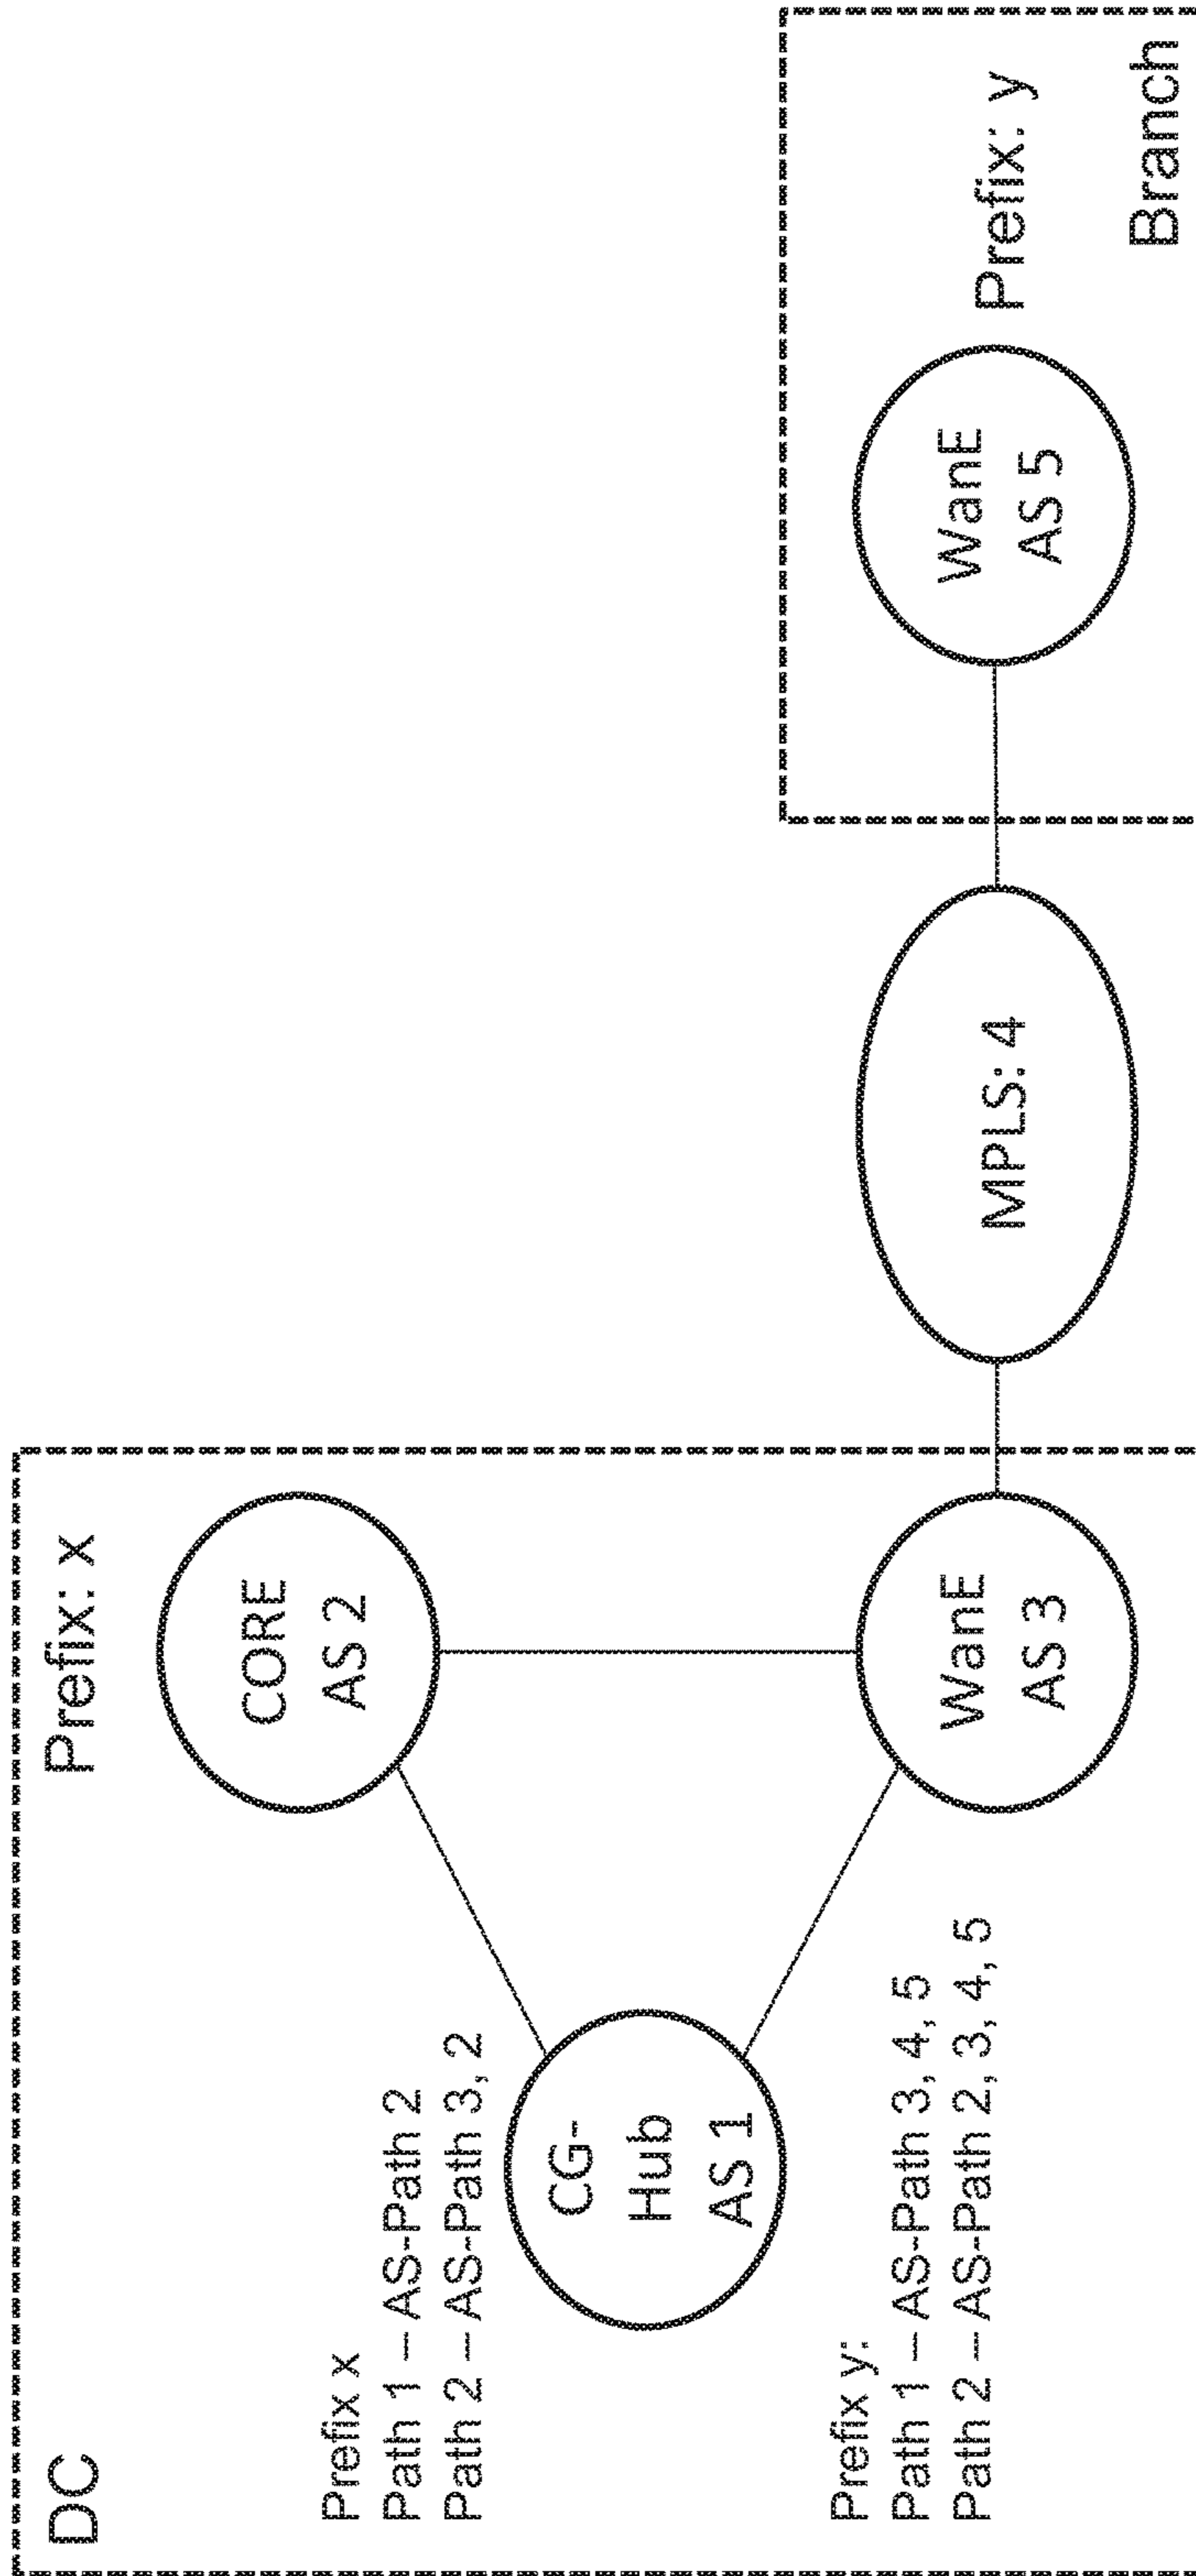 DC
Prefix: x
Prefix x
Path 1 – AS-Path 2
Path 2 – AS-Path 3, 2
CORE
AS 2
CG-
Hub
AS 1
Prefix y:
Path 1 – AS-Path 3, 4, 5
Path 2 – AS-Path 2, 3, 4, 5
WanE
AS 3
MPLS: 4
WanE
AS 5
Prefix: y
Branch